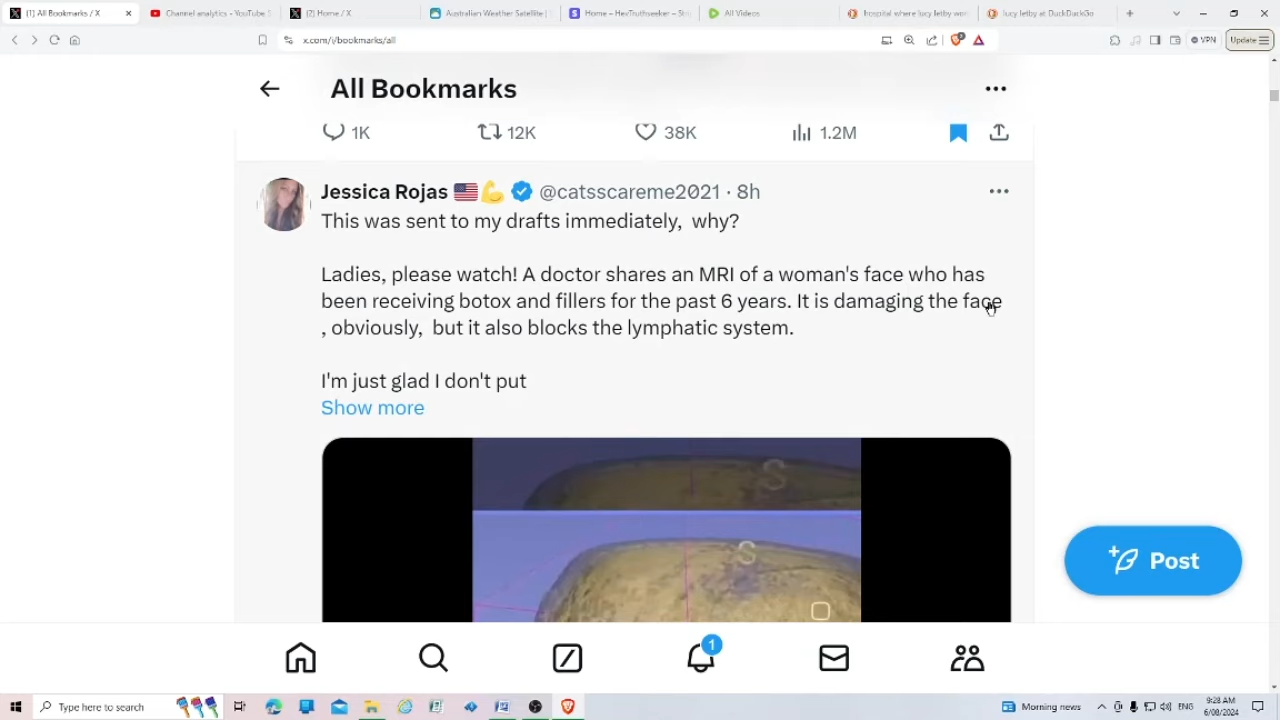 (1) All Bookmarks / X
Channel analytics - YouTube S
(2) Home / X
Australian Weather Satellite |
All Videos
hospital where lucy letby wor
lucy letby at DuckDuckGo
x.com/i/bookmarks/all
VPN
Update
All Bookmarks
1K
12K
38K
1.2M
Jessica Rojas @catsscareme2021 · 8h
This was sent to my drafts immediately,  why?
Ladies, please watch! A doctor shares an MRI of a woman's face who has
been receiving botox and fillers for the past 6 years. It is damaging the face
, obviously,  but it also blocks the lymphatic system.
I'm just glad I don't put
Show more
S
S
Post
1
Type here to search
Morning news
ENG
9:28 AM
6/08/2024